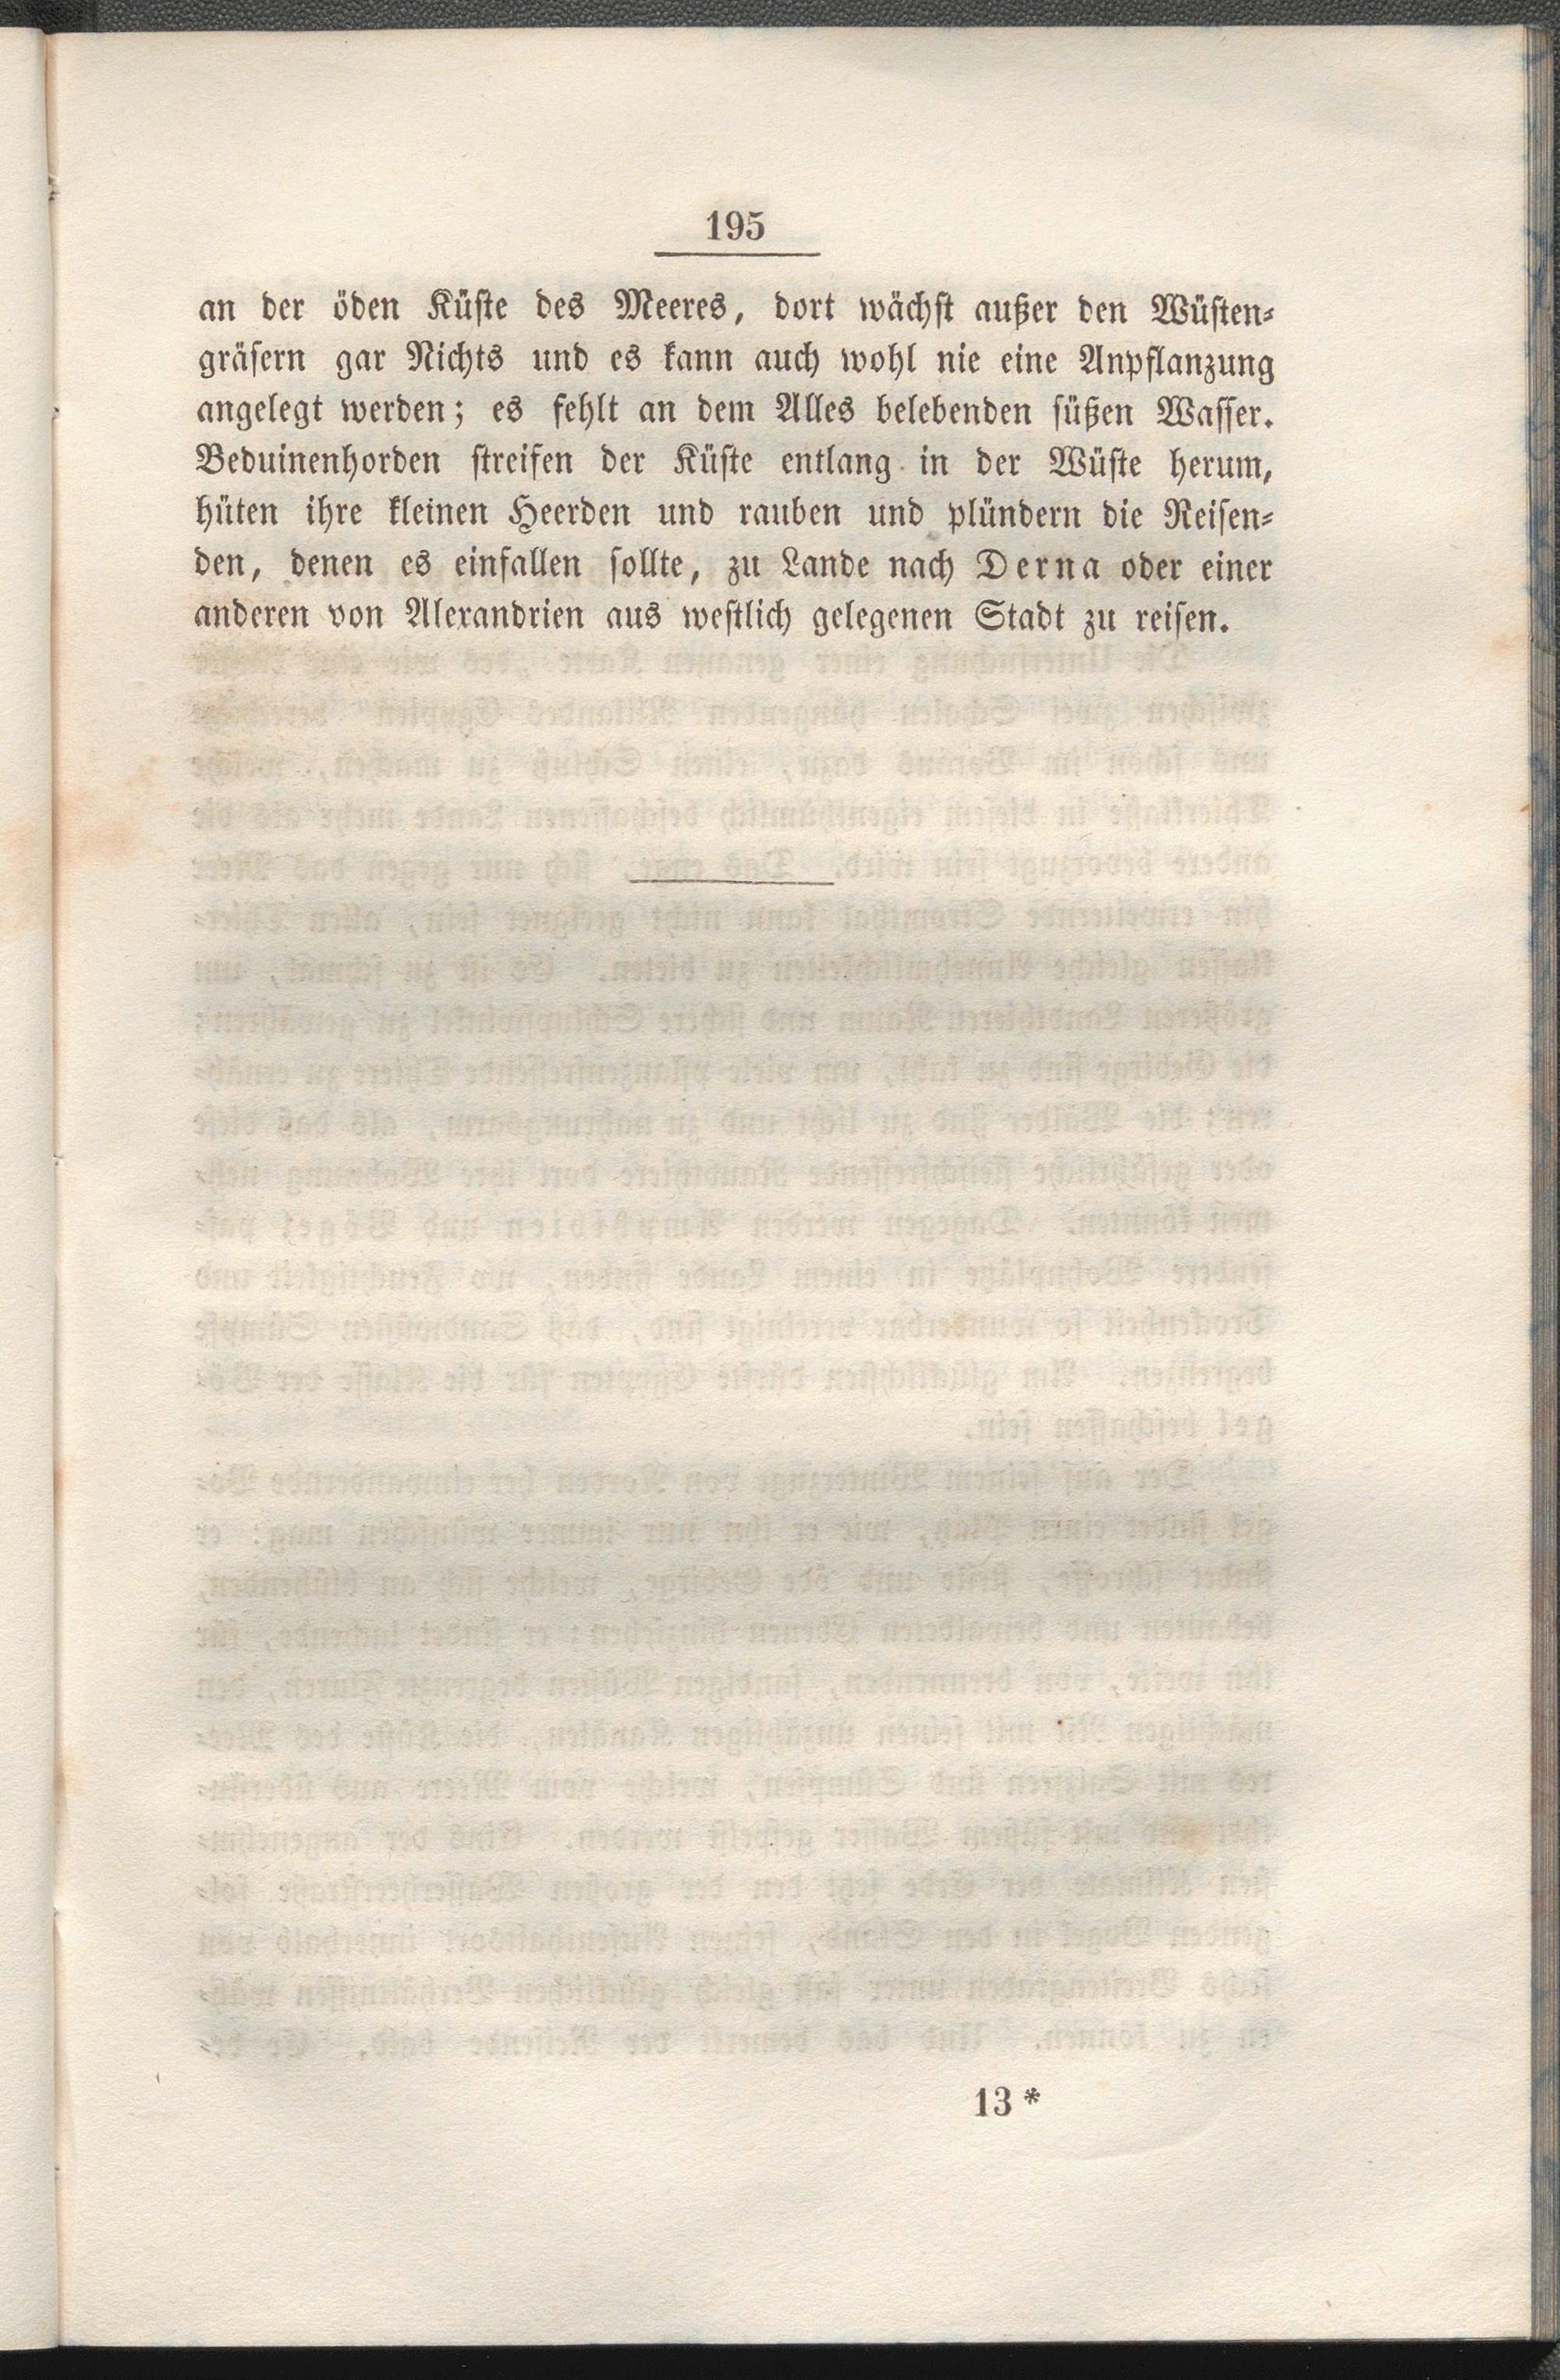 195
an der öden Küste des Meeres, dort wächst außer den Wüsten-
gräsern gar Nichts und es kann auch wohl nie eine Anpflanzung
angelegt werden; es fehlt an dem Alles belebenden süßen Wasser.
Beduinenhorden streifen der Küste entlang in der Wüste herum,
hüten ihre kleinen Heerden und rauben und plündern die Reisen-
den, denen es einfallen sollte, zu Lande nach Derna oder einer
anderen von Alexandrien aus westlich gelegenen Stadt zu reisen.
13*